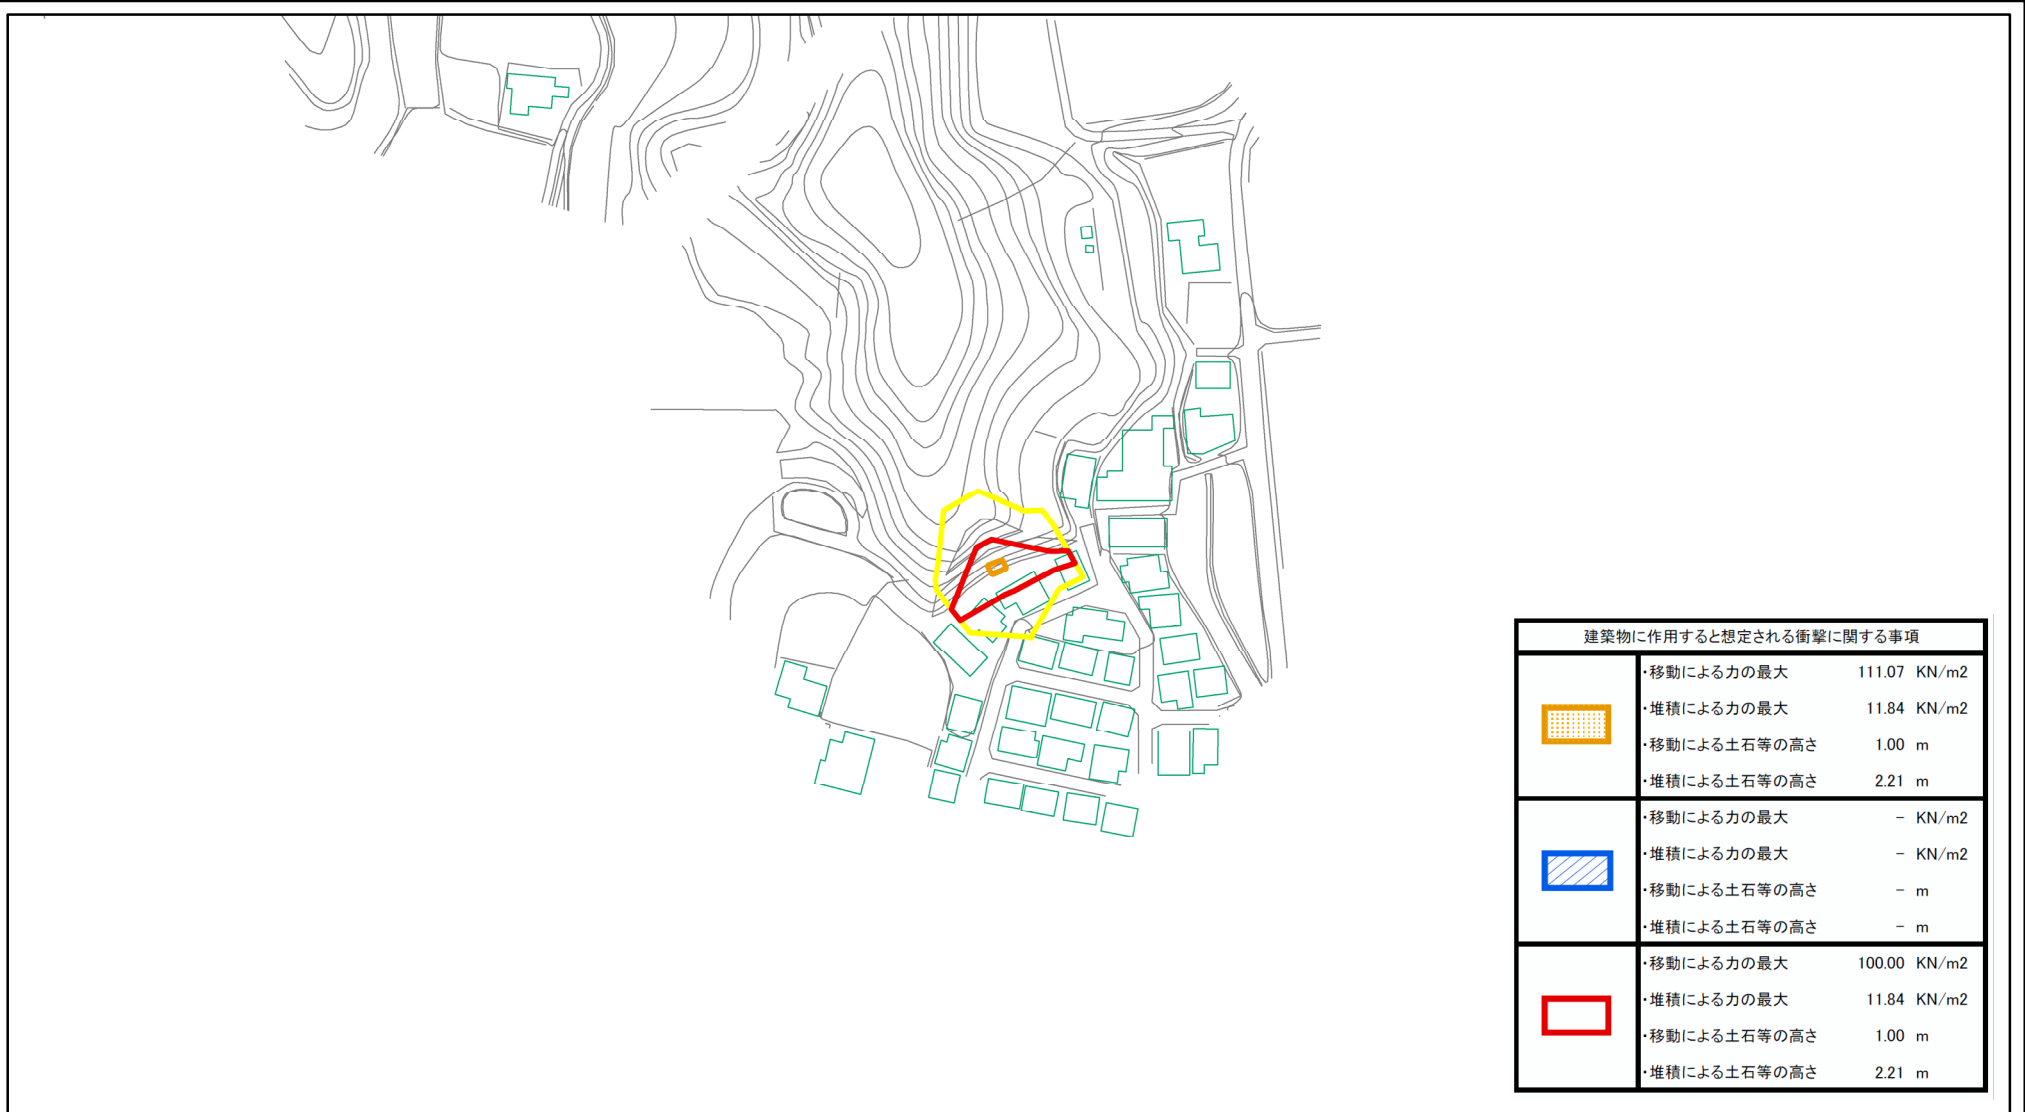 建築物に作用すると想定される衝撃に関する事項
・移動による力の最大 111.07 KN/m2
・堆積による力の最大 11.84 KN/m2
・移動による土石等の高さ 1.00 m
・堆積による土石等の高さ 2.21 m
・移動による力の最大 － KN/m2
・堆積による力の最大 － KN/m2
・移動による土石等の高さ － m
・堆積による土石等の高さ － m
・移動による力の最大 100.00 KN/m2
・堆積による力の最大 11.84 KN/m2
・移動による土石等の高さ 1.00 m
・堆積による土石等の高さ 2.21 m